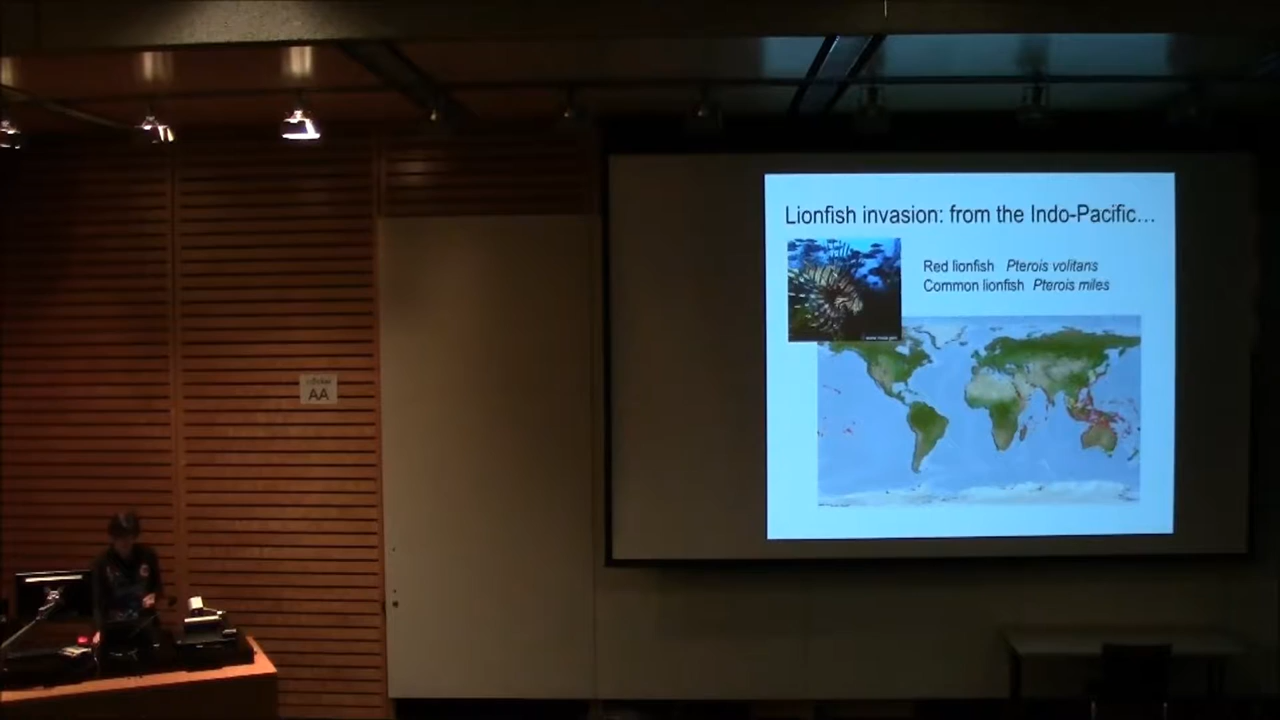 Lionfish invasion: from the Indo-Pacific…
Red lionfish Pterois volitans
Common lionfish Pterois miles
AA